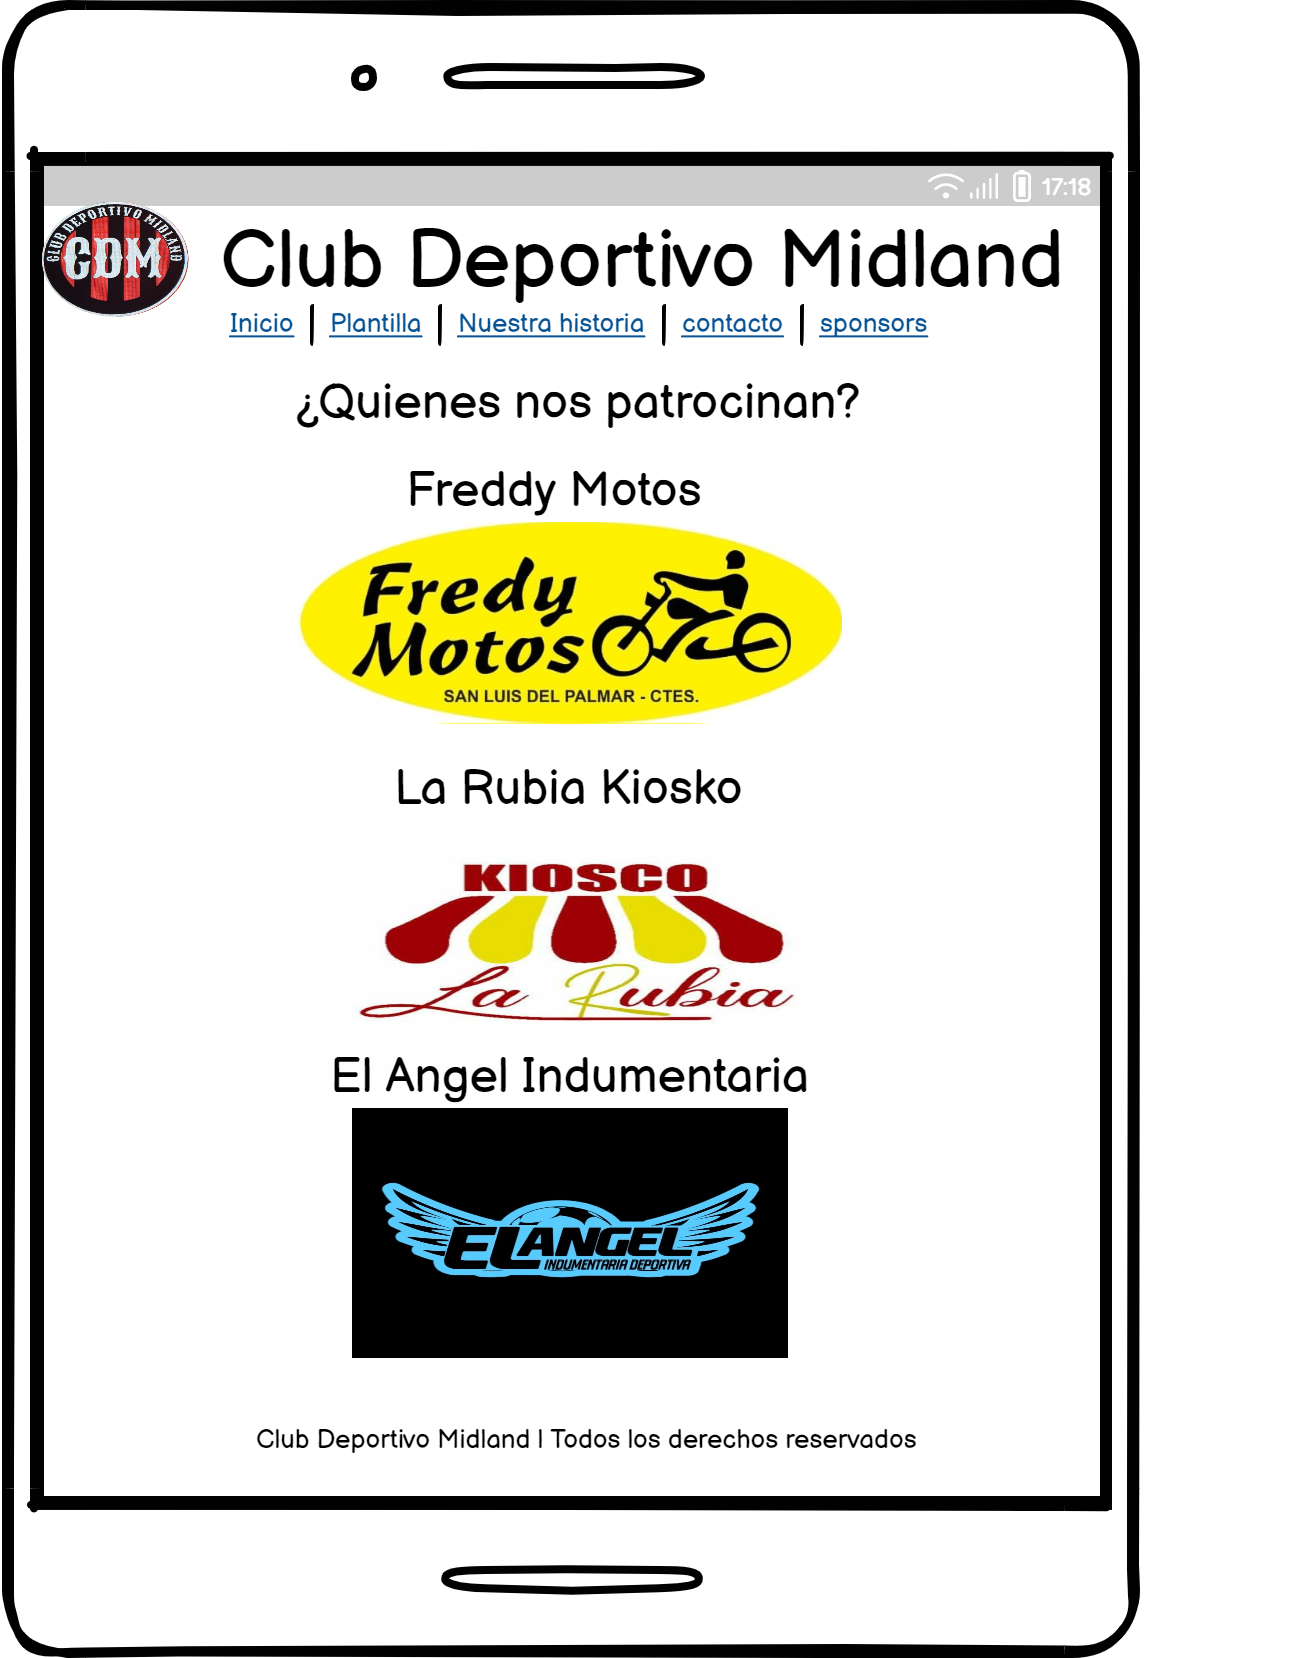 17:18
CLUB DEPORTIVO MIDLAND
CDM
Club Deportivo Midland
Inicio | Plantilla | Nuestra historia | contacto | sponsors
¿Quienes nos patrocinan?
Freddy Motos
Fredy
Motos
SAN LUIS DEL PALMAR - CTES.
La Rubia Kiosko
KIOSCO
La Rubia
El Angel Indumentaria
EL ANGEL
INDUMENTARIA DEPORTIVA
Club Deportivo Midland | Todos los derechos reservados